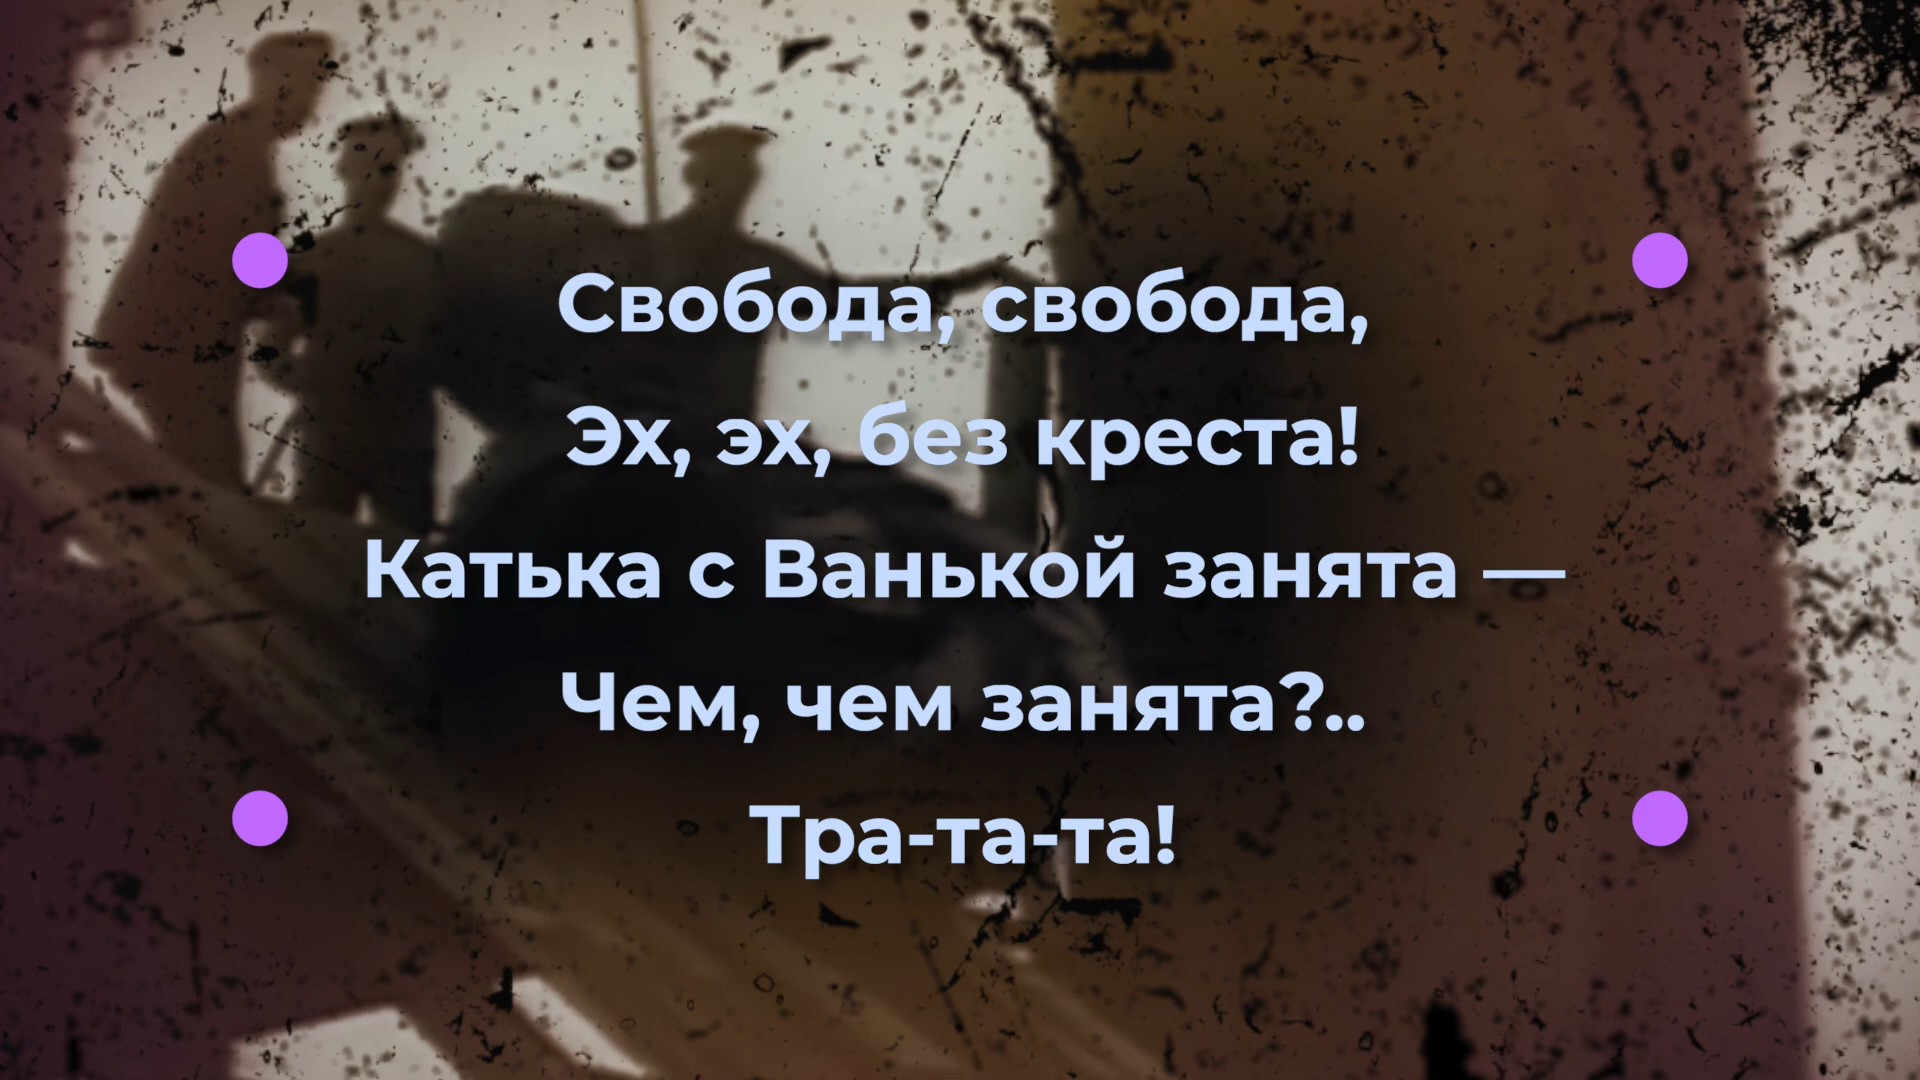 Свобода, свобода,
Эх, эх, без креста!
Катька с Ванькой занята —
Чем, чем занята?..
Тра-та-та!